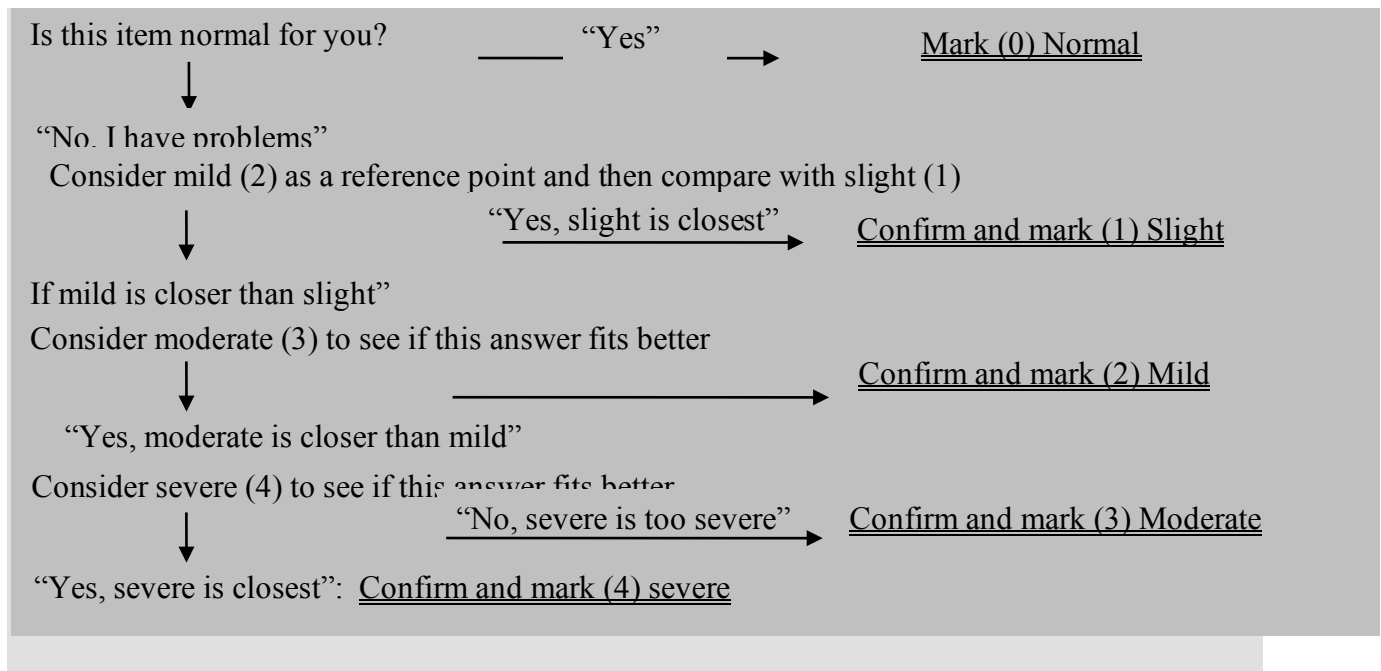 Is this item normal for you? “Yes” Mark (0) Normal
“No, I have problems”
Consider mild (2) as a reference point and then compare with slight (1)
“Yes, slight is closest” Confirm and mark (1) Slight
If mild is closer than slight”
Consider moderate (3) to see if this answer fits better
Confirm and mark (2) Mild
“Yes, moderate is closer than mild”
Consider severe (4) to see if this answer fits better
“No, severe is too severe” Confirm and mark (3) Moderate
“Yes, severe is closest”: Confirm and mark (4) severe